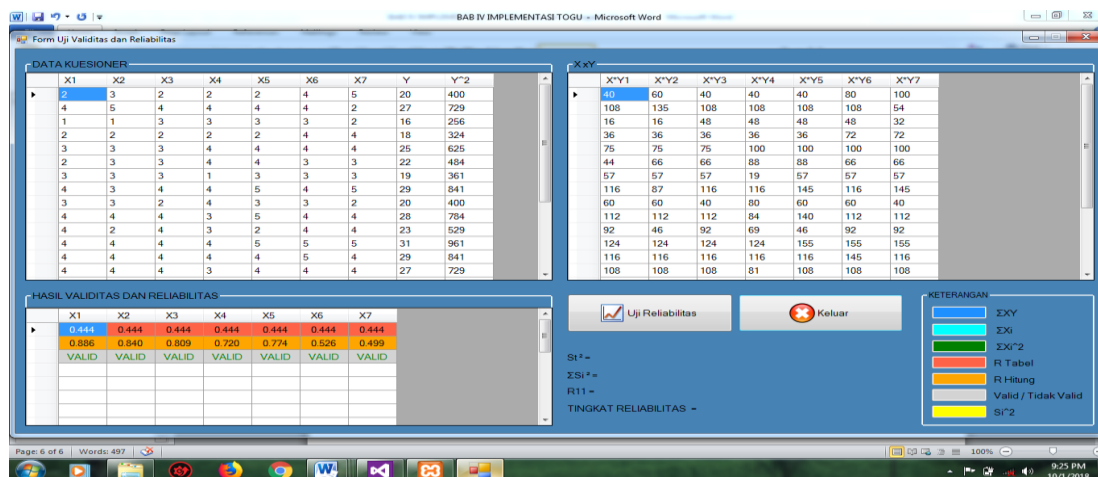 BAB IV IMPLEMENTASI TOGU - Microsoft Word
Form Uji Validitas dan Reliabilitas
DATA KUESIONER
X1 X2 X3 X4 X5 X6 X7 Y Y^2
2 3 2 2 2 4 5 20 400
4 5 4 4 4 4 2 27 729
1 1 3 3 3 3 2 16 256
2 2 2 2 2 4 4 18 324
3 3 3 4 4 4 4 25 625
2 3 3 4 4 3 3 22 484
3 3 3 1 3 3 3 19 361
4 3 4 4 5 4 5 29 841
3 3 2 4 3 3 2 20 400
4 4 4 3 5 4 4 28 784
4 2 4 3 2 4 4 23 529
4 4 4 4 5 5 5 31 961
4 4 4 4 4 5 4 29 841
4 4 4 3 4 4 4 27 729
X xY
X*Y1 X*Y2 X*Y3 X*Y4 X*Y5 X*Y6 X*Y7
40 60 40 40 40 80 100
108 135 108 108 108 108 54
16 16 48 48 48 48 32
36 36 36 36 36 72 72
75 75 75 100 100 100 100
44 66 66 88 88 66 66
57 57 57 19 57 57 57
116 87 116 116 145 116 145
60 60 40 80 60 60 40
112 112 112 84 140 112 112
92 46 92 69 46 92 92
124 124 124 124 155 155 155
116 116 116 116 116 145 116
108 108 108 81 108 108 108
HASIL VALIDITAS DAN RELIABILITAS
X1 X2 X3 X4 X5 X6 X7
0.444 0.444 0.444 0.444 0.444 0.444 0.444
0.886 0.840 0.809 0.720 0.774 0.526 0.499
VALID VALID VALID VALID VALID VALID VALID
Uji Reliabilitas
Keluar
St² =
ΣSi ² =
R11 =
TINGKAT RELIABILITAS =
KETERANGAN
ΣXY
ΣXi
ΣXi^2
R Tabel
R Hitung
Valid / Tidak Valid
Si^2
Page: 6 of 6 Words: 497
100%
9:25 PM
10/1/2018